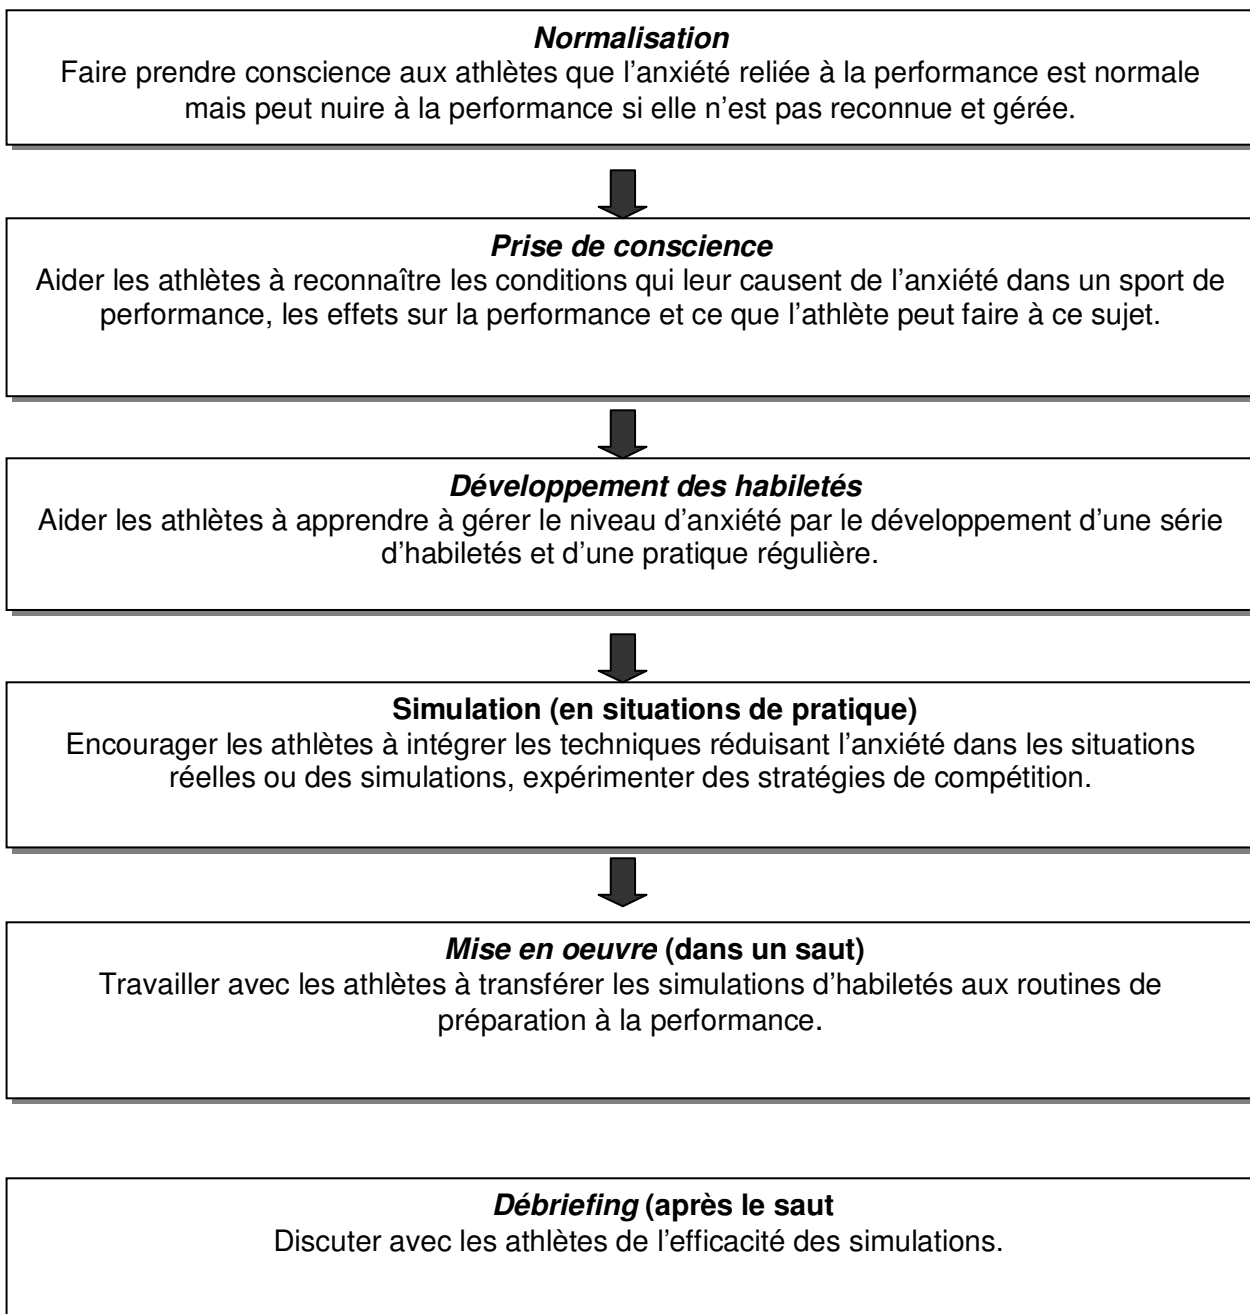 Normalisation
Faire prendre conscience aux athlètes que l'anxiété reliée à la performance est normale
mais peut nuire à la performance si elle n'est pas reconnue et gérée.
Prise de conscience
Aider les athlètes à reconnaître les conditions qui leur causent de l'anxiété dans un sport de
performance, les effets sur la performance et ce que l'athlète peut faire à ce sujet.
Développement des habiletés
Aider les athlètes à apprendre à gérer le niveau d'anxiété par le développement d'une série
d'habiletés et d'une pratique régulière.
Simulation (en situations de pratique)
Encourager les athlètes à intégrer les techniques réduisant l'anxiété dans les situations
réelles ou des simulations, expérimenter des stratégies de compétition.
Mise en oeuvre (dans un saut)
Travailler avec les athlètes à transférer les simulations d'habiletés aux routines de
préparation à la performance.
Débriefing (après le saut
Discuter avec les athlètes de l'efficacité des simulations.